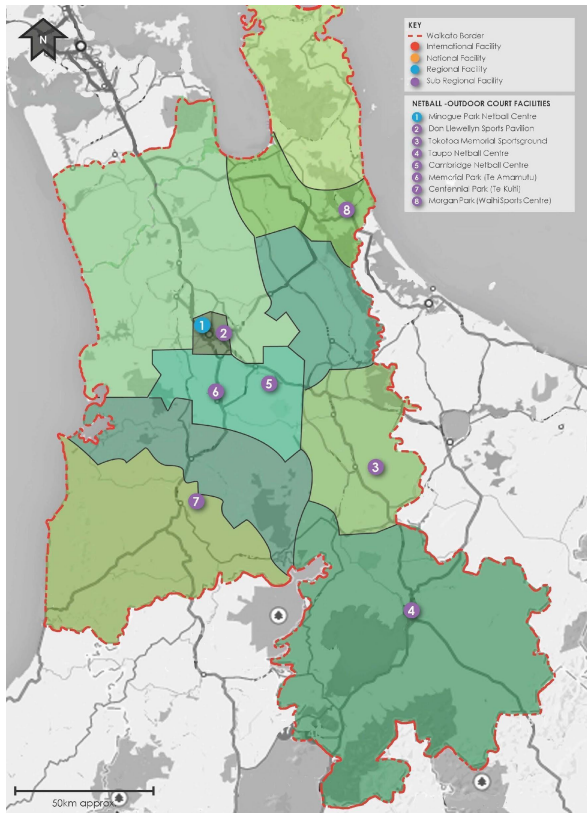 N
KEY
Waikato Border
International Facility
National Facility
Regional Facility
Sub Regional Facility
NETBALL -OUTDOOR COURT FACILITIES
1 Minogue Park Netball Centre
2 Don Llewellyn Sports Pavilion
3 Tokoroa Memorial Sportsground
4 Taupo Netball Centre
5 Cambridge Netball Centre
6 Memorial Park (Te Amamutu)
7 Centennial Park (Te Kuiti)
8 Morgan Park (Waihi Sports Centre)
8
1
2
5
6
3
7
4
50km approx.